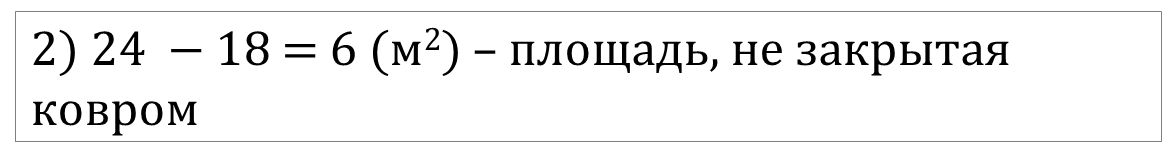 2) 24 − 18 = 6 (м²) – площадь, не закрытая
ковром